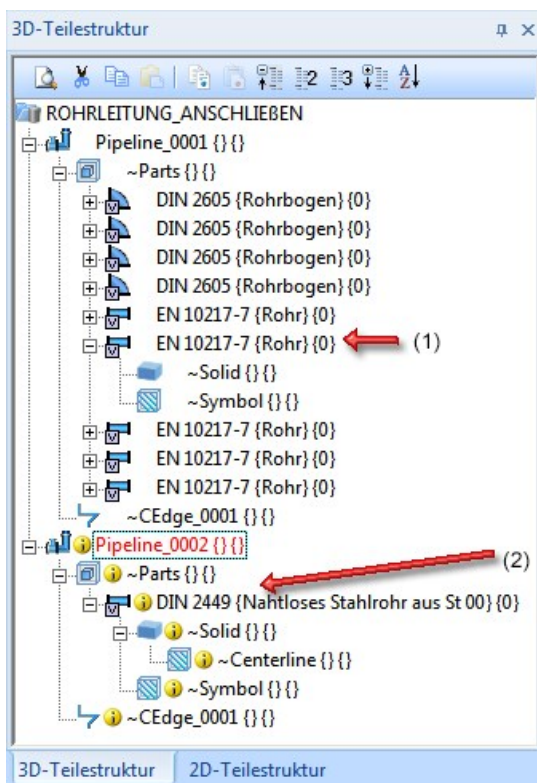 3D-Teilestruktur
2 3 A Z
ROHRLEITUNG_ANSCHLIEßEN
Pipeline_0001 {} {}
~Parts {} {}
DIN 2605 {Rohrbogen} {0}
DIN 2605 {Rohrbogen} {0}
DIN 2605 {Rohrbogen} {0}
DIN 2605 {Rohrbogen} {0}
EN 10217-7 {Rohr} {0}
EN 10217-7 {Rohr} {0} (1)
~Solid {} {}
~Symbol {} {}
EN 10217-7 {Rohr} {0}
EN 10217-7 {Rohr} {0}
EN 10217-7 {Rohr} {0}
~CEdge_0001 {} {}
Pipeline_0002 {} {}
(2)
~Parts {} {}
DIN 2449 {Nahtloses Stahlrohr aus St 00} {0}
~Solid {} {}
~Centerline {} {}
~Symbol {} {}
~CEdge_0001 {} {}
3D-Teilestruktur 2D-Teilestruktur